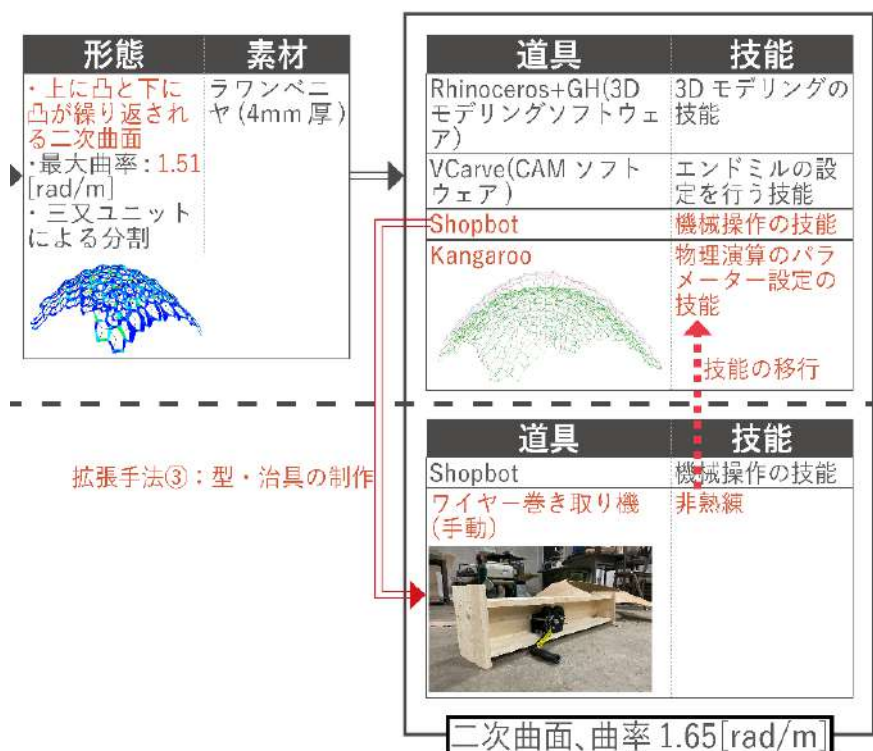 形態 素材
・上に凸と下に
凸が繰り返され
る二次曲面
・最大曲率：1.51
[rad/m]
・三又ユニット
による分割
ラワンベニ
ヤ(4mm 厚)
道具 技能
Rhinoceros+GH(3D
モデリングソフトウェ
ア)
3D モデリングの
技能
VCarve(CAM ソフト
ウェア)
エンドミルの設
定を行う技能
Shopbot
機械操作の技能
Kangaroo
物理演算のパラ
メーター設定の
技能
技能の移行
拡張手法③：型・治具の制作
道具 技能
Shopbot
機械操作の技能
ワイヤー巻き取り機
(手動)
非熟練
二次曲面、曲率 1.65[rad/m]